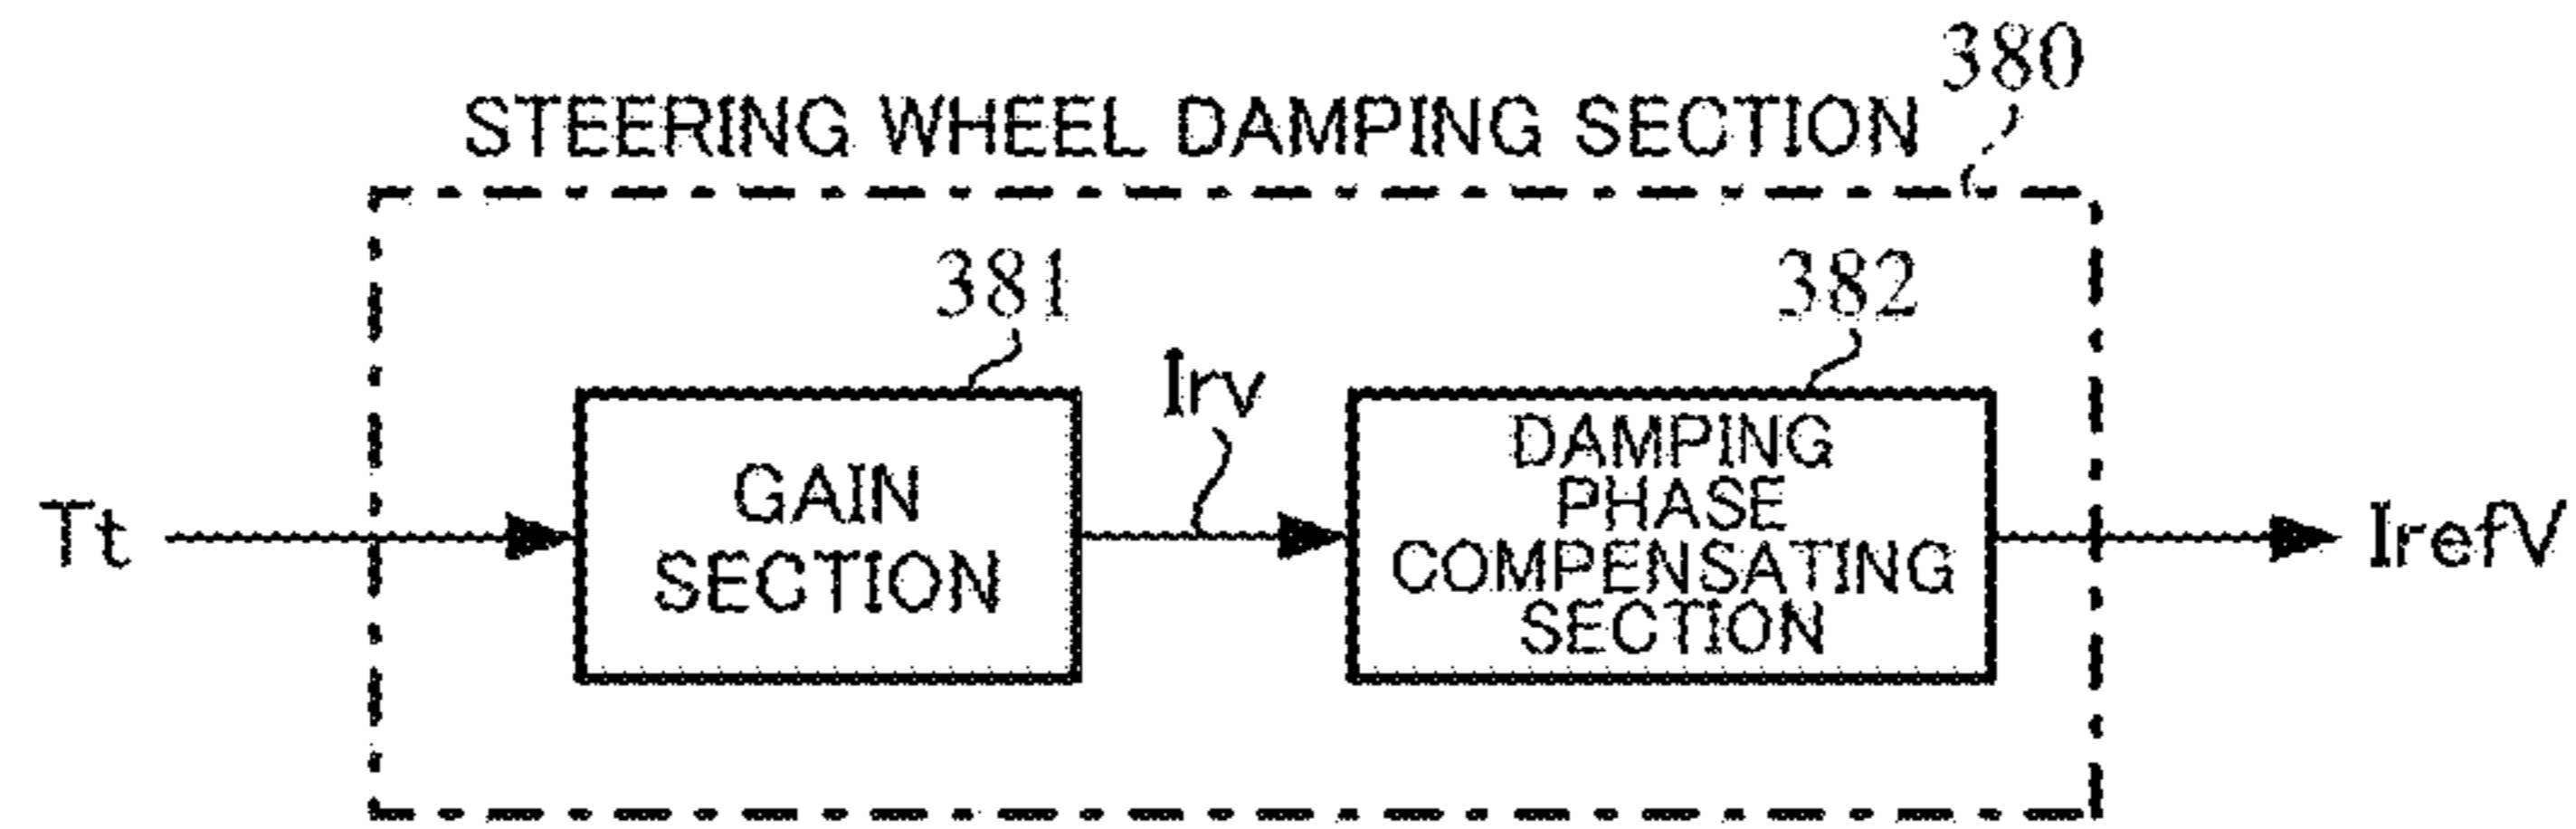 380
STEERING WHEEL DAMPING SECTION
381
382
Irv
Tt
GAIN
SECTION
DAMPING
PHASE
COMPENSATING
SECTION
IrefV